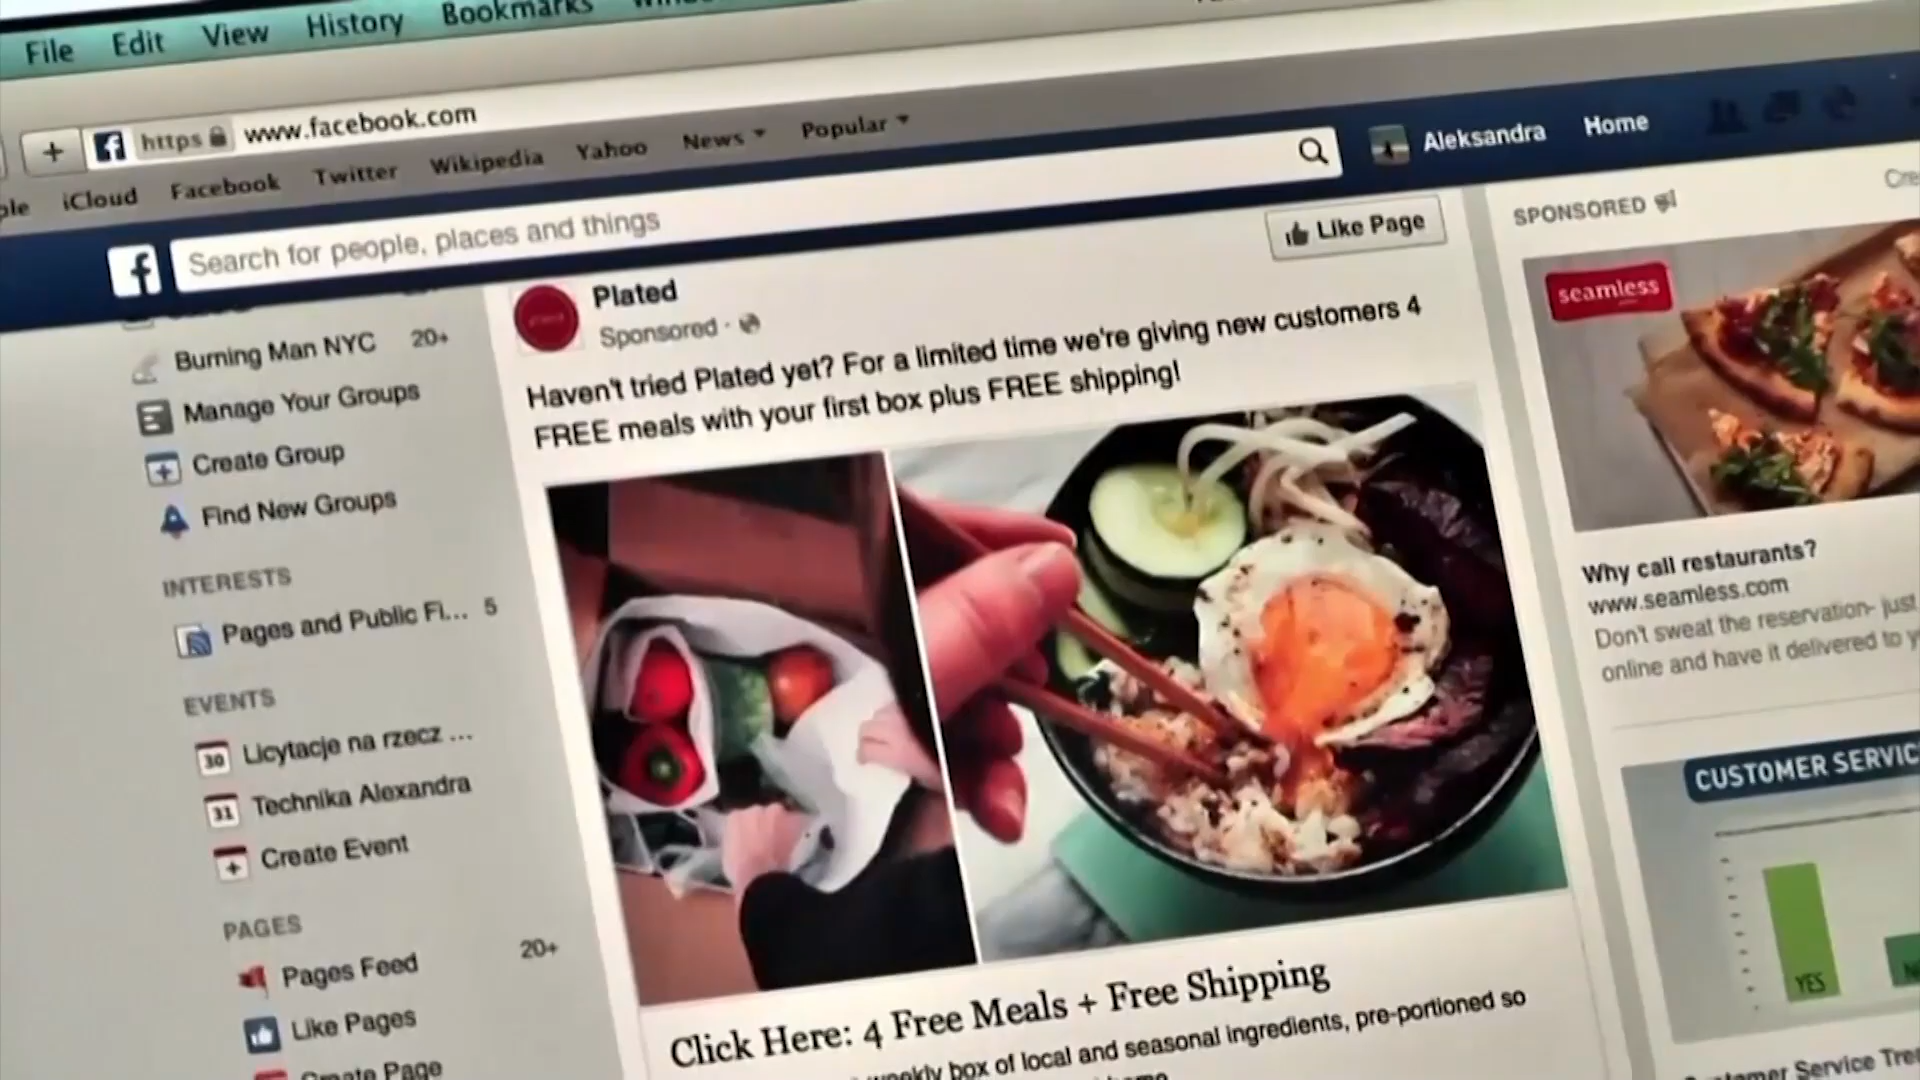 File Edit View History Bookmarks
+ https www.facebook.com
iCloud Facebook Twitter Wikipedia Yahoo News Popular
f Search for people, places and things
Aleksandra Home
Burning Man NYC 20+
Manage Your Groups
Create Group
Find New Groups
INTERESTS
Pages and Public Fi... 5
EVENTS
30 Licytacje na rzecz ...
31 Technika Alexandra
Create Event
PAGES
Pages Feed 20+
Like Pages
Create Page
Plated
Sponsored ·
Like Page
Haven't tried Plated yet? For a limited time we're giving new customers 4
FREE meals with your first box plus FREE shipping!
Click Here: 4 Free Meals + Free Shipping
weekly box of local and seasonal ingredients, pre-portioned so
SPONSORED
seamless
Why call restaurants?
www.seamless.com
Don't sweat the reservation- just
online and have it delivered to
CUSTOMER
YES
Customer Service